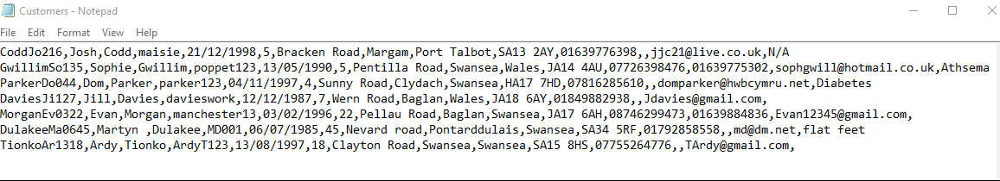 Customers - Notepad
File Edit Format View Help
CoddJo216,Josh,Codd,maisie,21/12/1998,5,Bracken Road,Margam,Port Talbot,SA13 2AY,01639776398,,jjc21@live.co.uk,N/A
GwillimSo135,Sophie,Gwillim,poppet123,13/05/1990,5,Pentilla Road,Swansea,Wales,JA14 4AU,07726398476,01639775302,sophgwill@hotmail.co.uk,Athsema
ParkerDo044,Dom,Parker,parker123,04/11/1997,4,Sunny Road,Clydach,Swansea,HA17 7HD,07816285610,,domparker@hwbcymru.net,Diabetes
DaviesJi127,Jill,Davies,davieswork,12/12/1987,7,Wern Road,Baglan,Wales,JA18 6AY,01849882938,,Jdavies@gmail.com,
MorganEv0322,Evan,Morgan,manchester13,03/02/1996,22,Pellau Road,Baglan,Swansea,JA17 6AH,08746299473,01639884836,Evan12345@gmail.com,
DulakeeMa0645,Martyn ,Dulakee,MD001,06/07/1985,45,Nevard road,Pontarddulais,Swansea,SA34 5RF,01792858558,,md@dm.net,flat feet
TionkoAr1318,Ardy,Tionko,ArdyT123,13/08/1997,18,Clayton Road,Swansea,Swansea,SA15 8HS,07755264776,,TArdy@gmail.com,